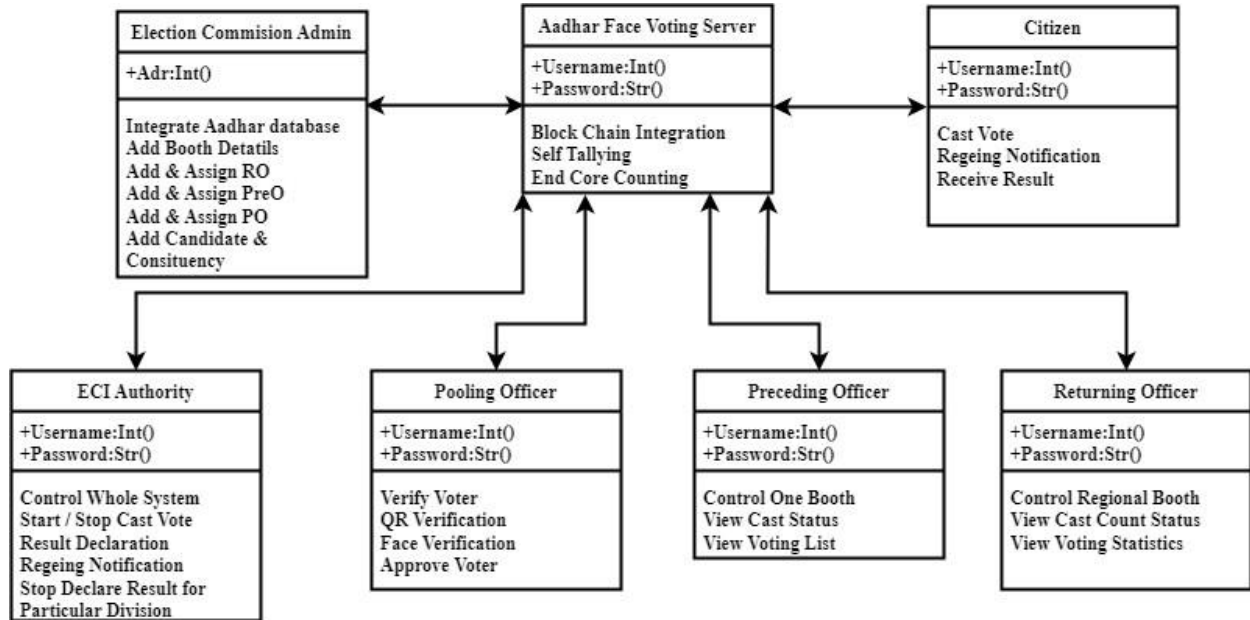 Election Commision Admin
+Adr:Int()
Integrate Aadhar database
Add Booth Detatils
Add & Assign RO
Add & Assign PreO
Add & Assign PO
Add Candidate &
Consituency
Aadhar Face Voting Server
+Username:Int()
+Password:Str()
Block Chain Integration
Self Tallying
End Core Counting
Citizen
+Username:Int()
+Password:Str()
Cast Vote
Regeing Notification
Receive Result
ECI Authority
+Username:Int()
+Password:Str()
Control Whole System
Start / Stop Cast Vote
Result Declaration
Regeing Notification
Stop Declare Result for
Particular Division
Pooling Officer
+Username:Int()
+Password:Str()
Verify Voter
QR Verification
Face Verification
Approve Voter
Preceding Officer
+Username:Int()
+Password:Str()
Control One Booth
View Cast Status
View Voting List
Returning Officer
+Username:Int()
+Password:Str()
Control Regional Booth
View Cast Count Status
View Voting Statistics